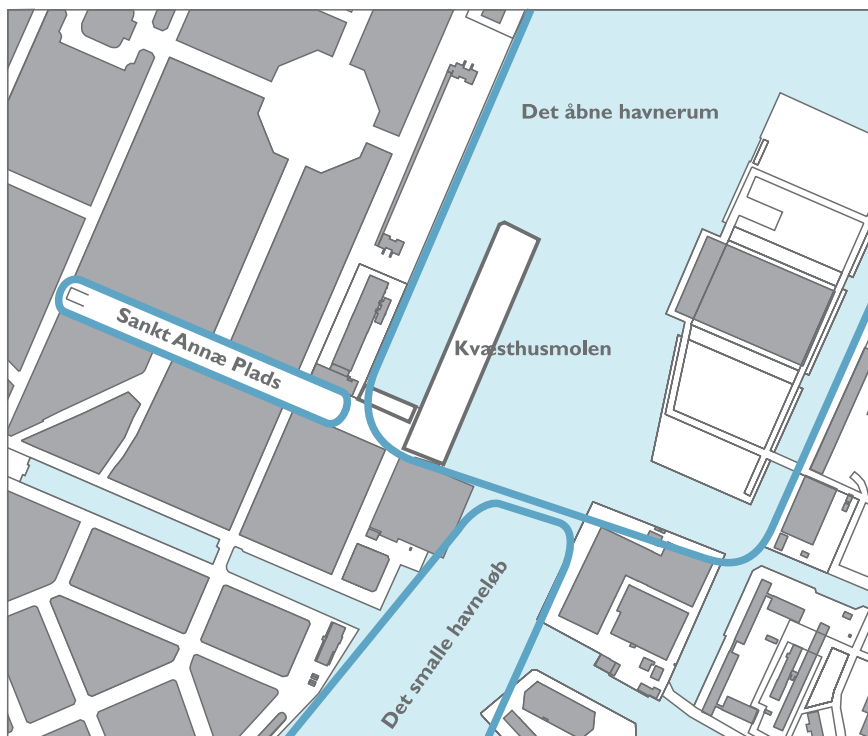 Det åbne havnerum
Sankt Annæ Plads
Kvæsthusmolen
Det smalle havneløb